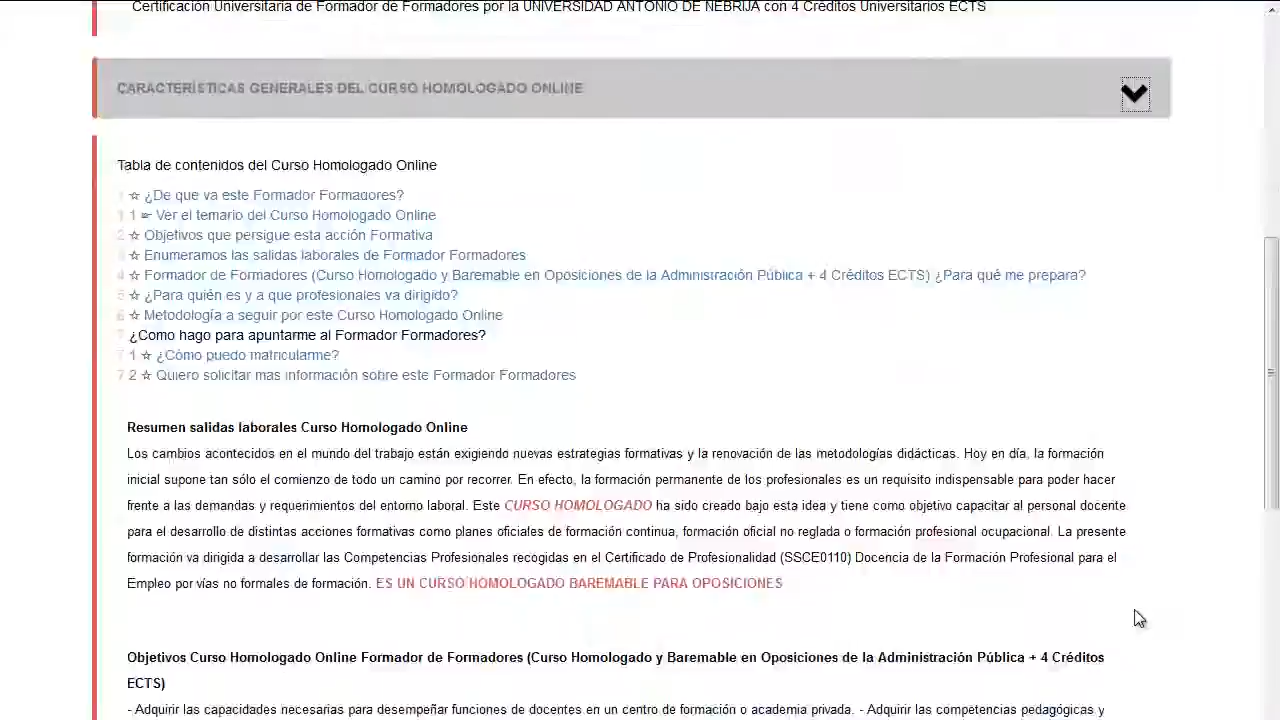 Certificación Universitaria de Formador de Formadores por la UNIVERSIDAD ANTONIO DE NEBRIJA con 4 Créditos Universitarios ECTS
CARACTERÍSTICAS GENERALES DEL CURSO HOMOLOGADO ONLINE
Tabla de contenidos del Curso Homologado Online
1 ☆ ¿De que va este Formador Formadores?
1 1 ☛ Ver el temario del Curso Homologado Online
2 ☆ Objetivos que persigue esta acción Formativa
3 ☆ Enumeramos las salidas laborales de Formador Formadores
4 ☆ Formador de Formadores (Curso Homologado y Baremable en Oposiciones de la Administración Pública + 4 Créditos ECTS) ¿Para qué me prepara?
5 ☆ ¿Para quién es y a que profesionales va dirigido?
6 ☆ Metodología a seguir por este Curso Homologado Online
7 ¿Como hago para apuntarme al Formador Formadores?
7 1 ☆ ¿Cómo puedo matricularme?
7 2 ☆ Quiero solicitar mas información sobre este Formador Formadores
Resumen salidas laborales Curso Homologado Online
Los cambios acontecidos en el mundo del trabajo están exigiendo nuevas estrategias formativas y la renovación de las metodologías didácticas. Hoy en día, la formación
inicial supone tan sólo el comienzo de todo un camino por recorrer. En efecto, la formación permanente de los profesionales es un requisito indispensable para poder hacer
frente a las demandas y requerimientos del entorno laboral. Este CURSO HOMOLOGADO ha sido creado bajo esta idea y tiene como objetivo capacitar al personal docente
para el desarrollo de distintas acciones formativas como planes oficiales de formación continua, formación oficial no reglada o formación profesional ocupacional. La presente
formación va dirigida a desarrollar las Competencias Profesionales recogidas en el Certificado de Profesionalidad (SSCE0110) Docencia de la Formación Profesional para el
Empleo por vías no formales de formación. ES UN CURSO HOMOLOGADO BAREMABLE PARA OPOSICIONES
Objetivos Curso Homologado Online Formador de Formadores (Curso Homologado y Baremable en Oposiciones de la Administración Pública + 4 Créditos
ECTS)
- Adquirir las capacidades necesarias para desempeñar funciones de docentes en un centro de formación o academia privada. - Adquirir las competencias pedagógicas y